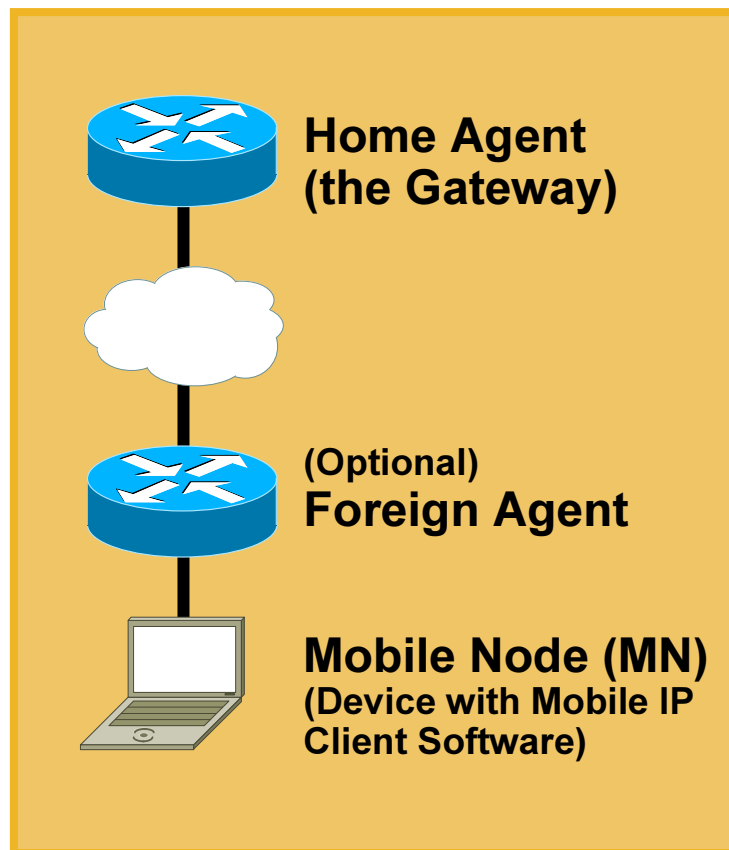 Home Agent
(the Gateway)
(Optional)
Foreign Agent
Mobile Node (MN)
(Device with Mobile IP
Client Software)